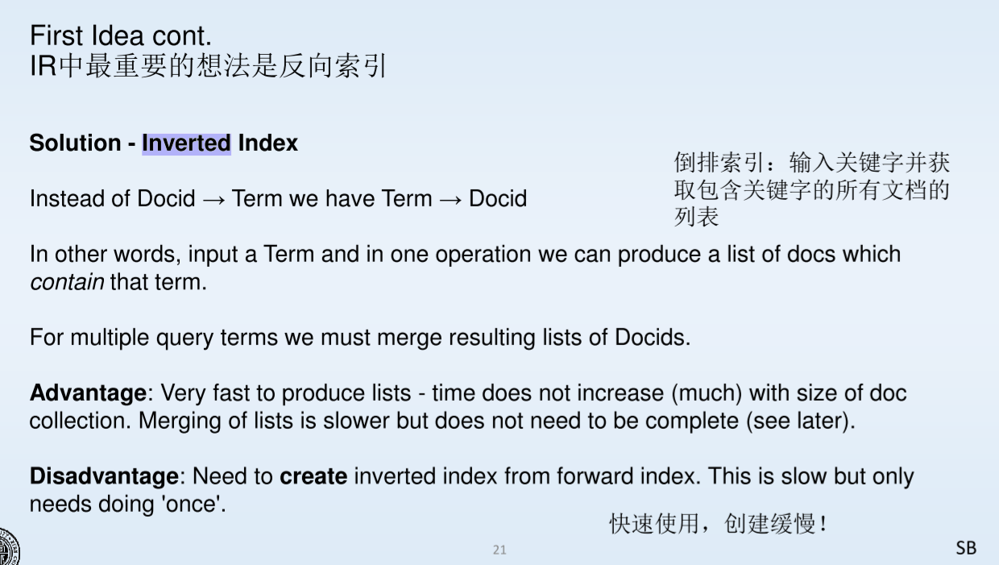 First Idea cont.
IR中最重要的想法是反向索引
Solution - Inverted Index
倒排索引：输入关键字并获
取包含关键字的所有文档的
列表
Instead of Docid → Term we have Term → Docid
In other words, input a Term and in one operation we can produce a list of docs which
contain that term.
For multiple query terms we must merge resulting lists of Docids.
Advantage: Very fast to produce lists - time does not increase (much) with size of doc
collection. Merging of lists is slower but does not need to be complete (see later).
Disadvantage: Need to create inverted index from forward index. This is slow but only
needs doing 'once'.
快速使用，创建缓慢！
21
SB